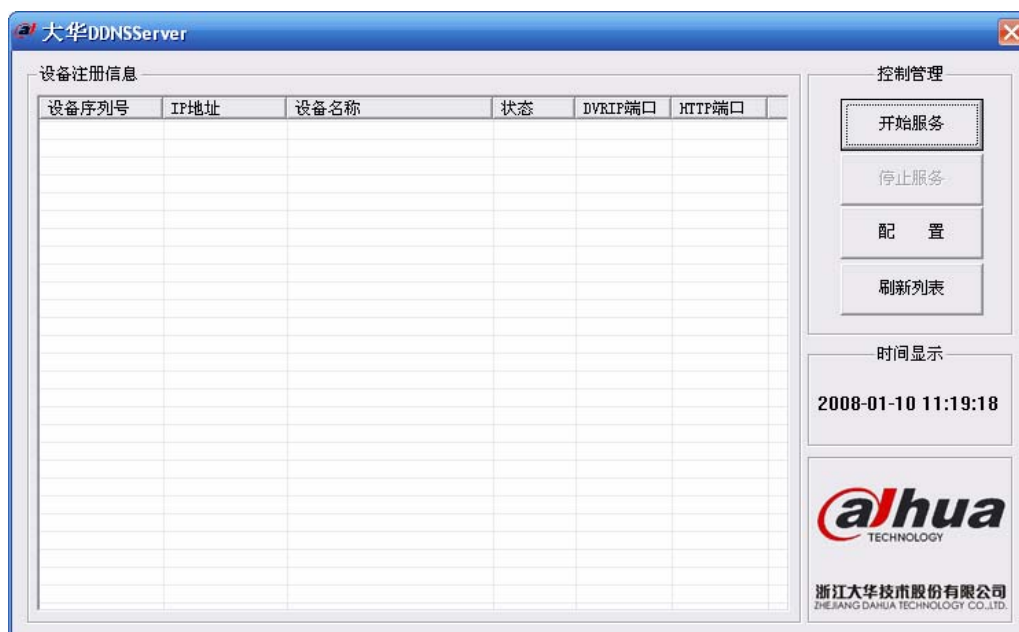 大华DDNSServer
设备注册信息
设备序列号 IP地址 设备名称 状态 DVRIP端口 HTTP端口
控制管理
开始服务
停止服务
配 置
刷新列表
时间显示
2008-01-10 11:19:18
alhua
TECHNOLOGY
浙江大华技术股份有限公司
ZHEJIANG DAHUA TECHNOLOGY CO.,LTD.